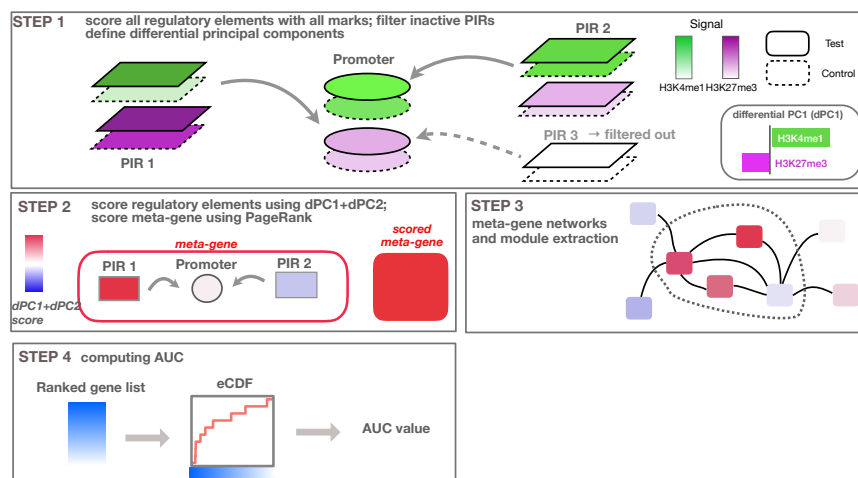 STEP 1 score all regulatory elements with all marks; filter inactive PIRs
define differential principal components
PIR 1
Promoter
PIR 2
PIR 3 → filtered out
Signal
H3K4me1 H3K27me3
Test
Control
differential PC1 (dPC1)
H3K4me1
H3K27me3
STEP 2 score regulatory elements using dPC1+dPC2;
score meta-gene using PageRank
dPC1+dPC2
score
meta-gene
PIR 1
Promoter
PIR 2
scored
meta-gene
STEP 3
meta-gene networks
and module extraction
STEP 4 computing AUC
Ranked gene list
eCDF
AUC value